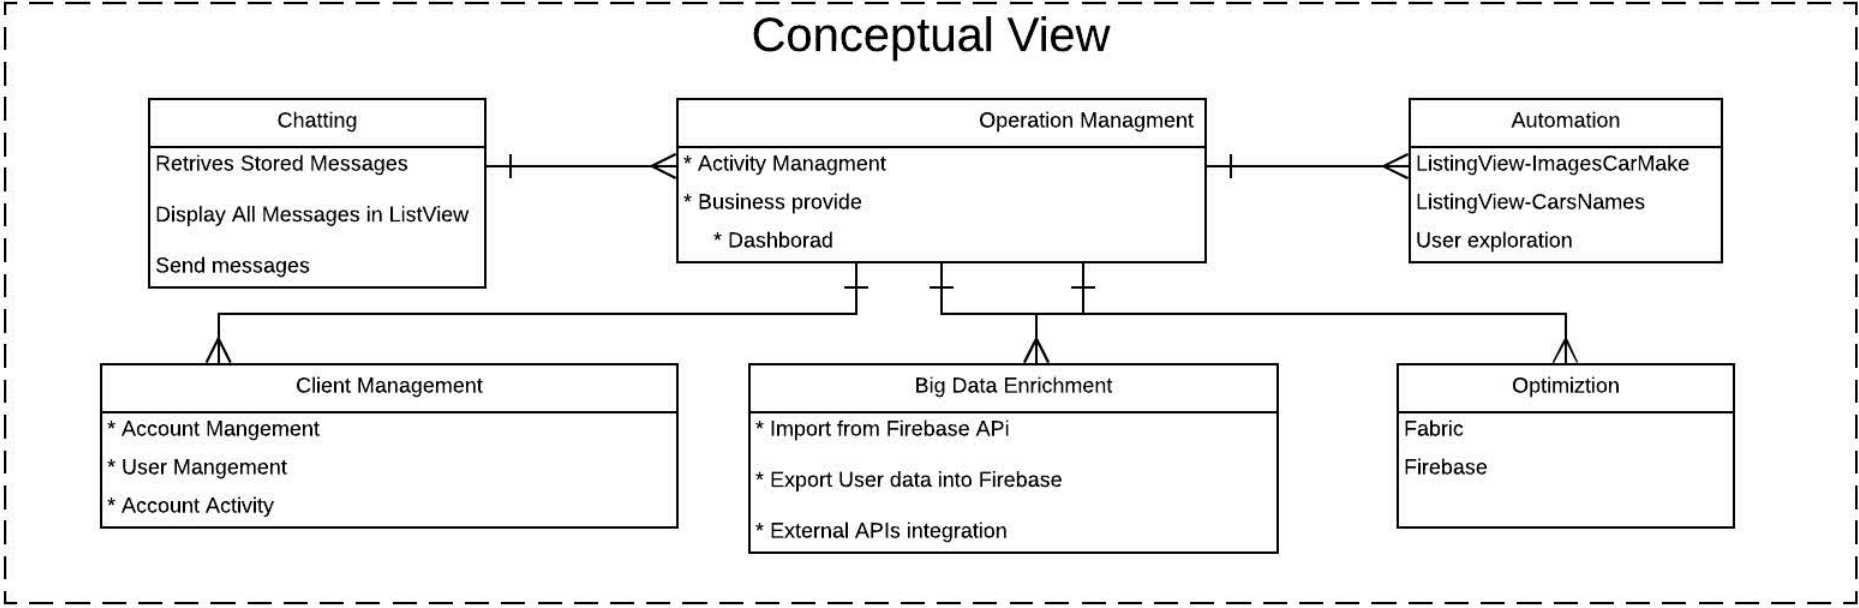 Conceptual View
Chatting
Retrives Stored Messages
Display All Messages in ListView
Send messages
Operation Managment
* Activity Managment
* Business provide
* Dashborad
Automation
ListingView-ImagesCarMake
ListingView-CarsNames
User exploration
Client Management
* Account Mangement
* User Mangement
* Account Activity
Big Data Enrichment
* Import from Firebase APi
* Export User data into Firebase
* External APIs integration
Optimiztion
Fabric
Firebase